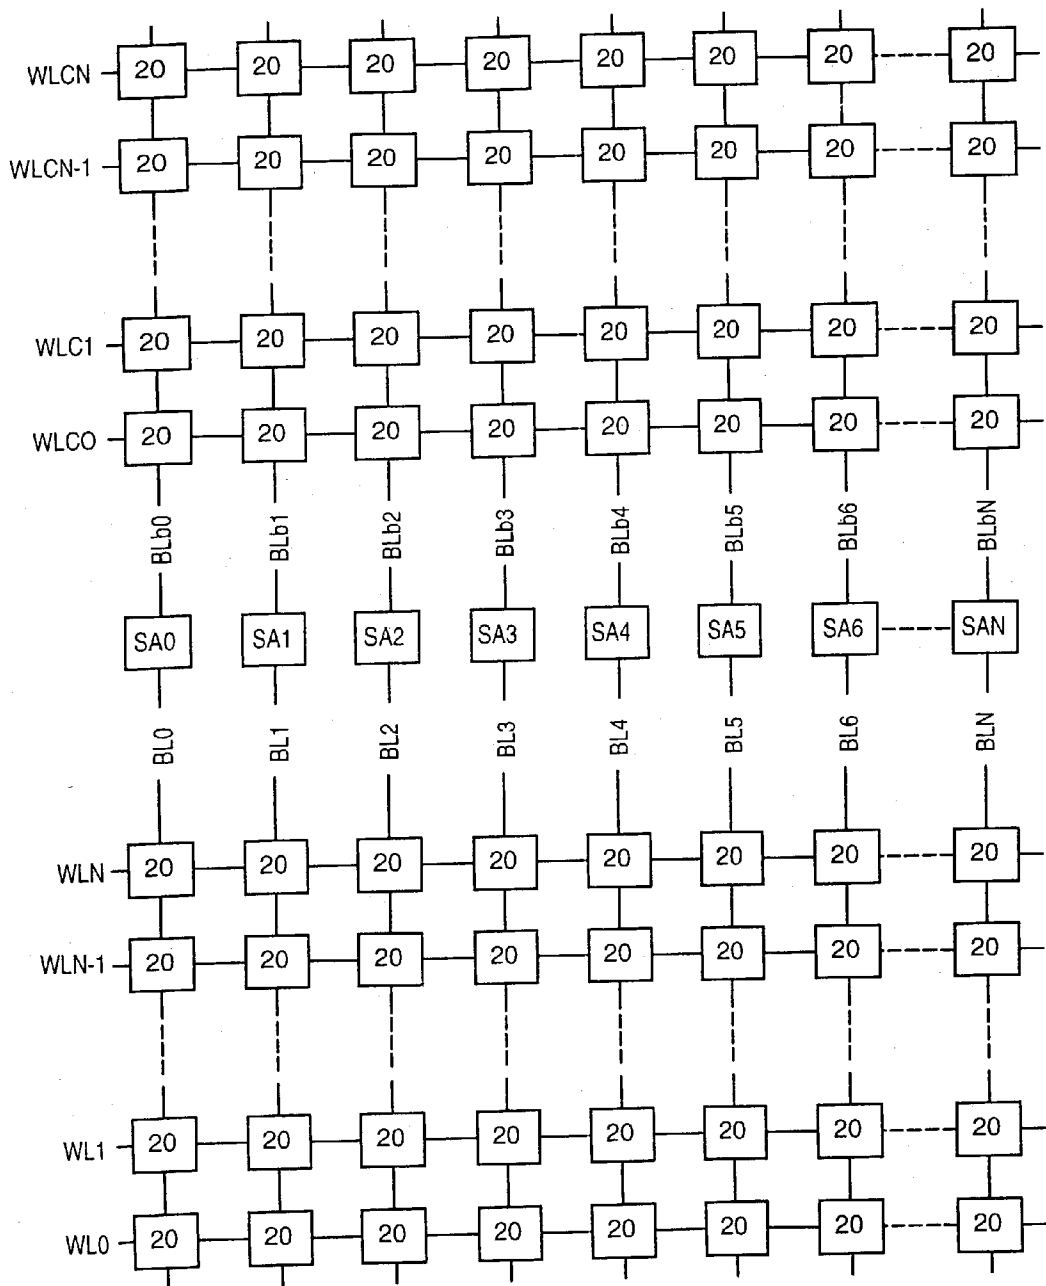 WLCN 20 20 20 20 20 20 20 20
WLCN-1 20 20 20 20 20 20 20 20
WLC1 20 20 20 20 20 20 20 20
WLCO 20 20 20 20 20 20 20 20
BLb0 BLb1 BLb2 BLb3 BLb4 BLb5 BLb6 BLbN
SA0 SA1 SA2 SA3 SA4 SA5 SA6 SAN
BL0 BL1 BL2 BL3 BL4 BL5 BL6 BLN
WLN 20 20 20 20 20 20 20 20
WLN-1 20 20 20 20 20 20 20 20
WL1 20 20 20 20 20 20 20 20
WL0 20 20 20 20 20 20 20 20